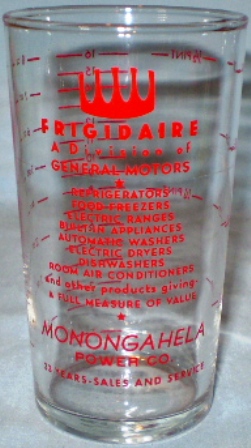 FRIGIDAIRE
A Division of
GENERAL MOTORS
REFRIGERATORS
FOOD FREEZERS
ELECTRIC RANGES
BUILT-IN APPLIANCES
AUTOMATIC WASHERS
ELECTRIC DRYERS
DISHWASHERS
ROOM AIR CONDITIONERS
and other products giving
A FULL MEASURE OF VALUE
MONONGAHELA
POWER CO.
33 YEARS-SALES AND SERVICE